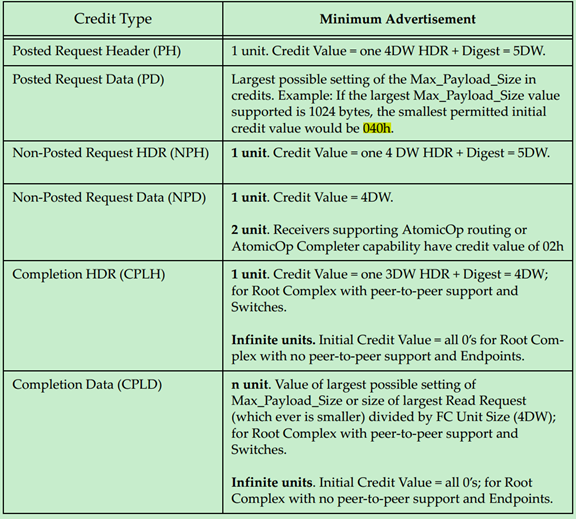 Credit Type
Minimum Advertisement
Posted Request Header (PH)
1 unit. Credit Value = one 4DW HDR + Digest = 5DW.
Posted Request Data (PD)
Largest possible setting of the Max_Payload_Size in
credits. Example: If the largest Max_Payload_Size value
supported is 1024 bytes, the smallest permitted initial
credit value would be 040h.
Non-Posted Request HDR (NPH)
1 unit. Credit Value = one 4 DW HDR + Digest = 5DW.
Non-Posted Request Data (NPD)
1 unit. Credit Value = 4DW.
2 unit. Receivers supporting AtomicOp routing or
AtomicOp Completer capability have credit value of 02h
Completion HDR (CPLH)
1 unit. Credit Value = one 3DW HDR + Digest = 4DW;
for Root Complex with peer-to-peer support and
Switches.
Infinite units. Initial Credit Value = all 0's for Root Com-
plex with no peer-to-peer support and Endpoints.
Completion Data (CPLD)
n unit. Value of largest possible setting of
Max_Payload_Size or size of largest Read Request
(which ever is smaller) divided by FC Unit Size (4DW);
for Root Complex with peer-to-peer support and
Switches.
Infinite units. Initial Credit Value = all 0's; for Root
Complex with no peer-to-peer support and Endpoints.